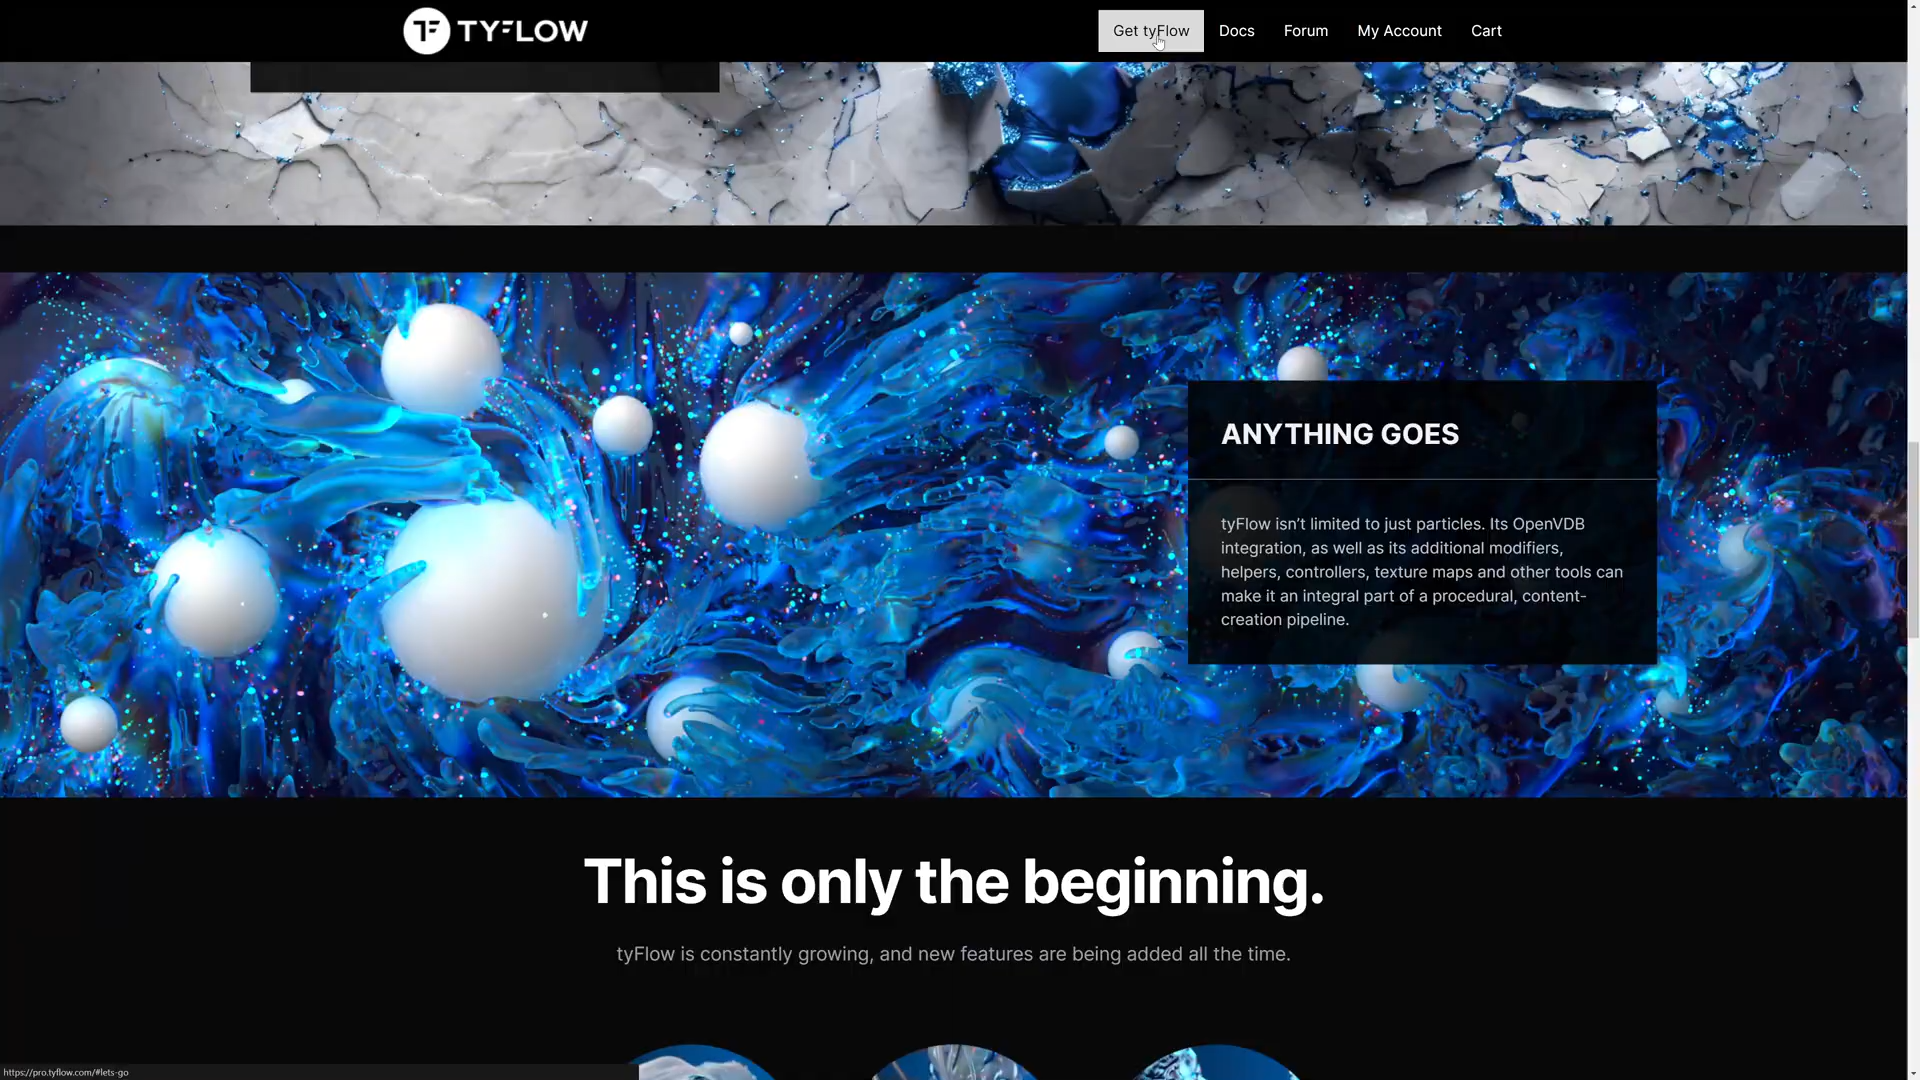 TYFLOW
Get tyFlow
Docs
Forum
My Account
Cart
ANYTHING GOES
tyFlow isn’t limited to just particles. Its OpenVDB
integration, as well as its additional modifiers,
helpers, controllers, texture maps and other tools can
make it an integral part of a procedural, content-
creation pipeline.
This is only the beginning.
tyFlow is constantly growing, and new features are being added all the time.
https://pro.tyflow.com/#lets-go